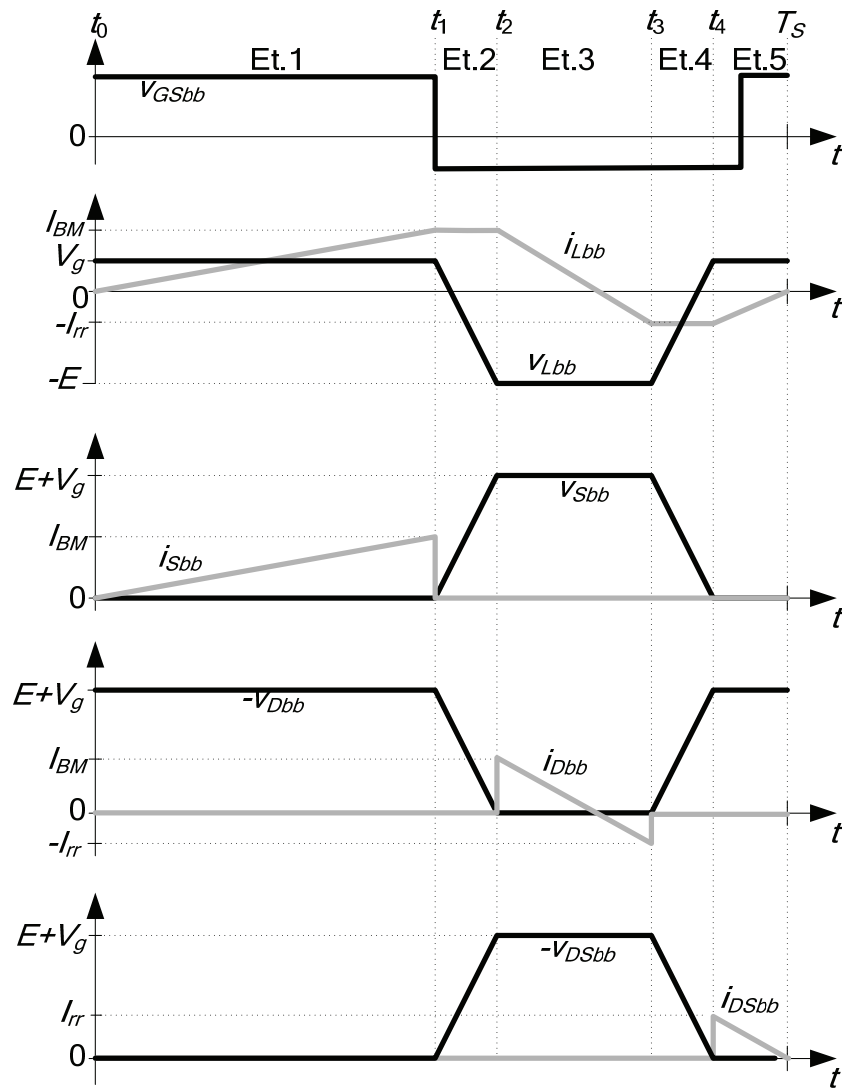 t0 t1 t2 t3 t4 TS
Et.1 Et.2 Et.3 Et.4 Et.5
vGSbb
0
t
IBM
iLbb
Vg
0
t
-Irr
vLbb
-E
E+Vg
vSbb
IBM
iSbb
0
t
E+Vg
-vDbb
IBM
iDbb
0
t
-Irr
E+Vg
-vDSbb
Irr
iDSbb
0
t